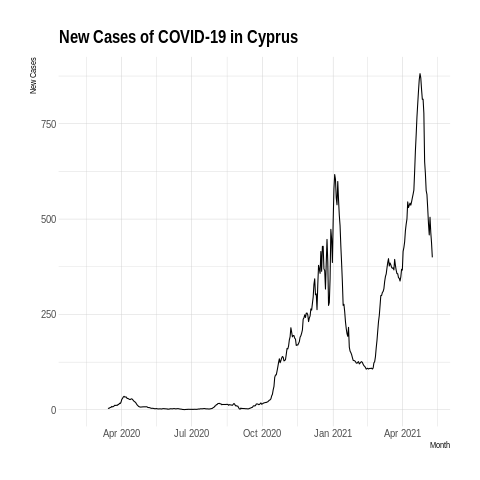 New Cases of COVID-19 in Cyprus
New Cases
750
500
250
0
Apr 2020 Jul 2020 Oct 2020 Jan 2021 Apr 2021
Month